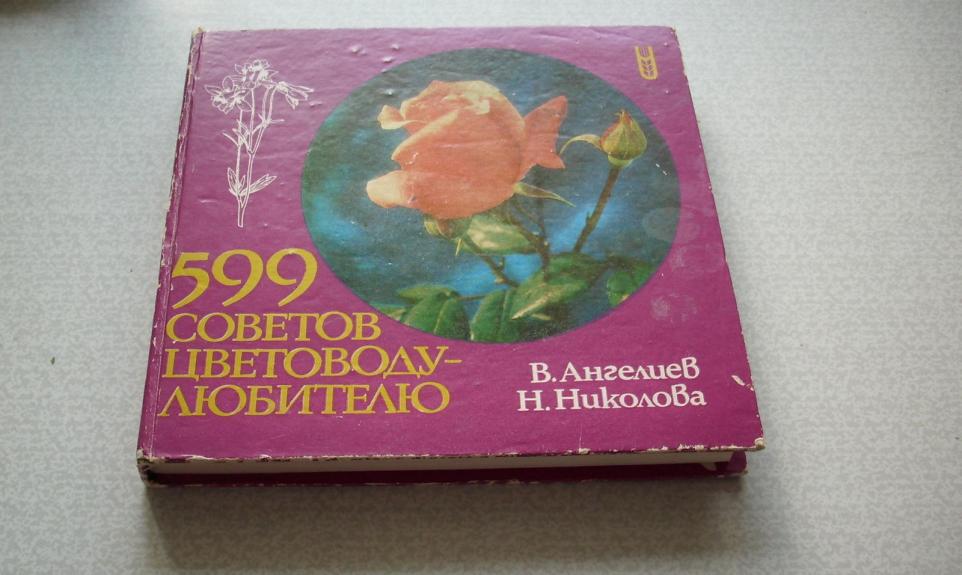 599
СОВЕТОВ
ЦВЕТОВОДУ-
ЛЮБИТЕЛЮ
В. Ангелиев
Н. Николова